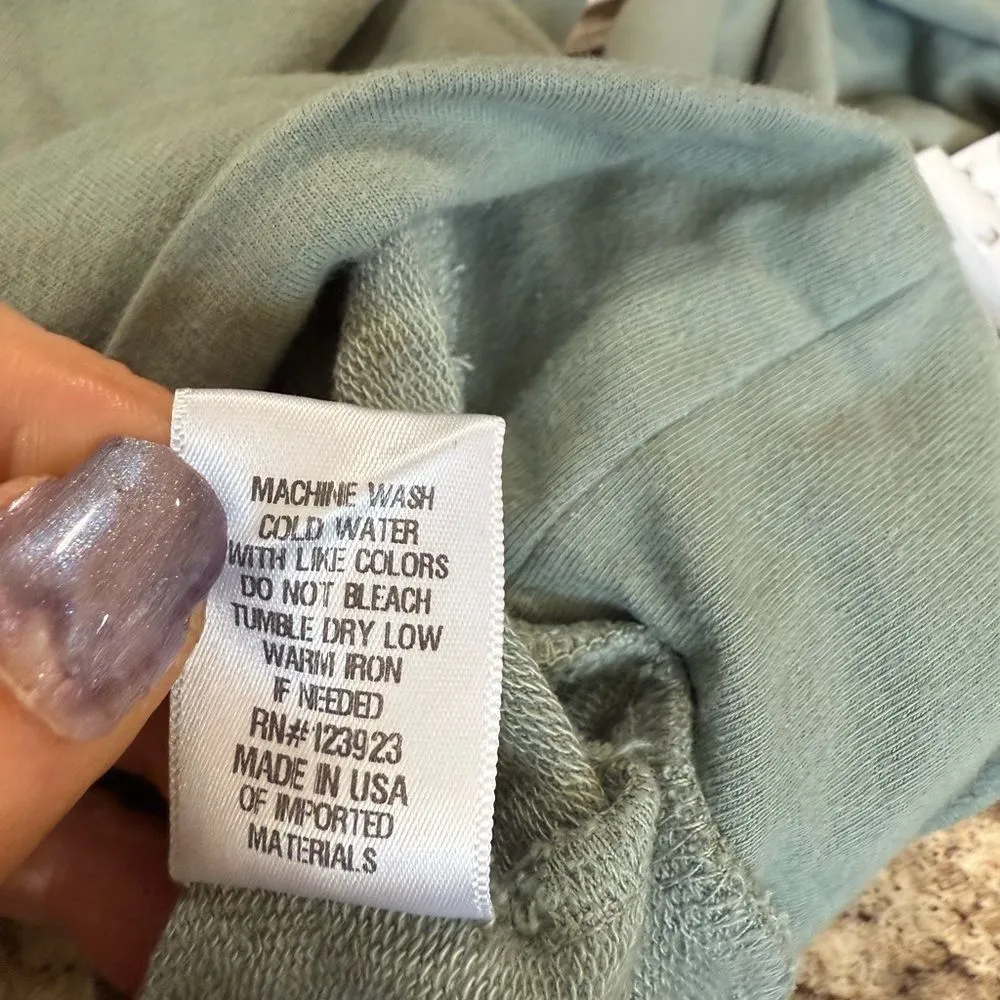 MACHINE WASH
COLD WATER
WITH LIKE COLORS
DO NOT BLEACH
TUMBLE DRY LOW
WARM IRON
IF NEEDED
RN#123923
MADE IN USA
OF IMPORTED
MATERIALS